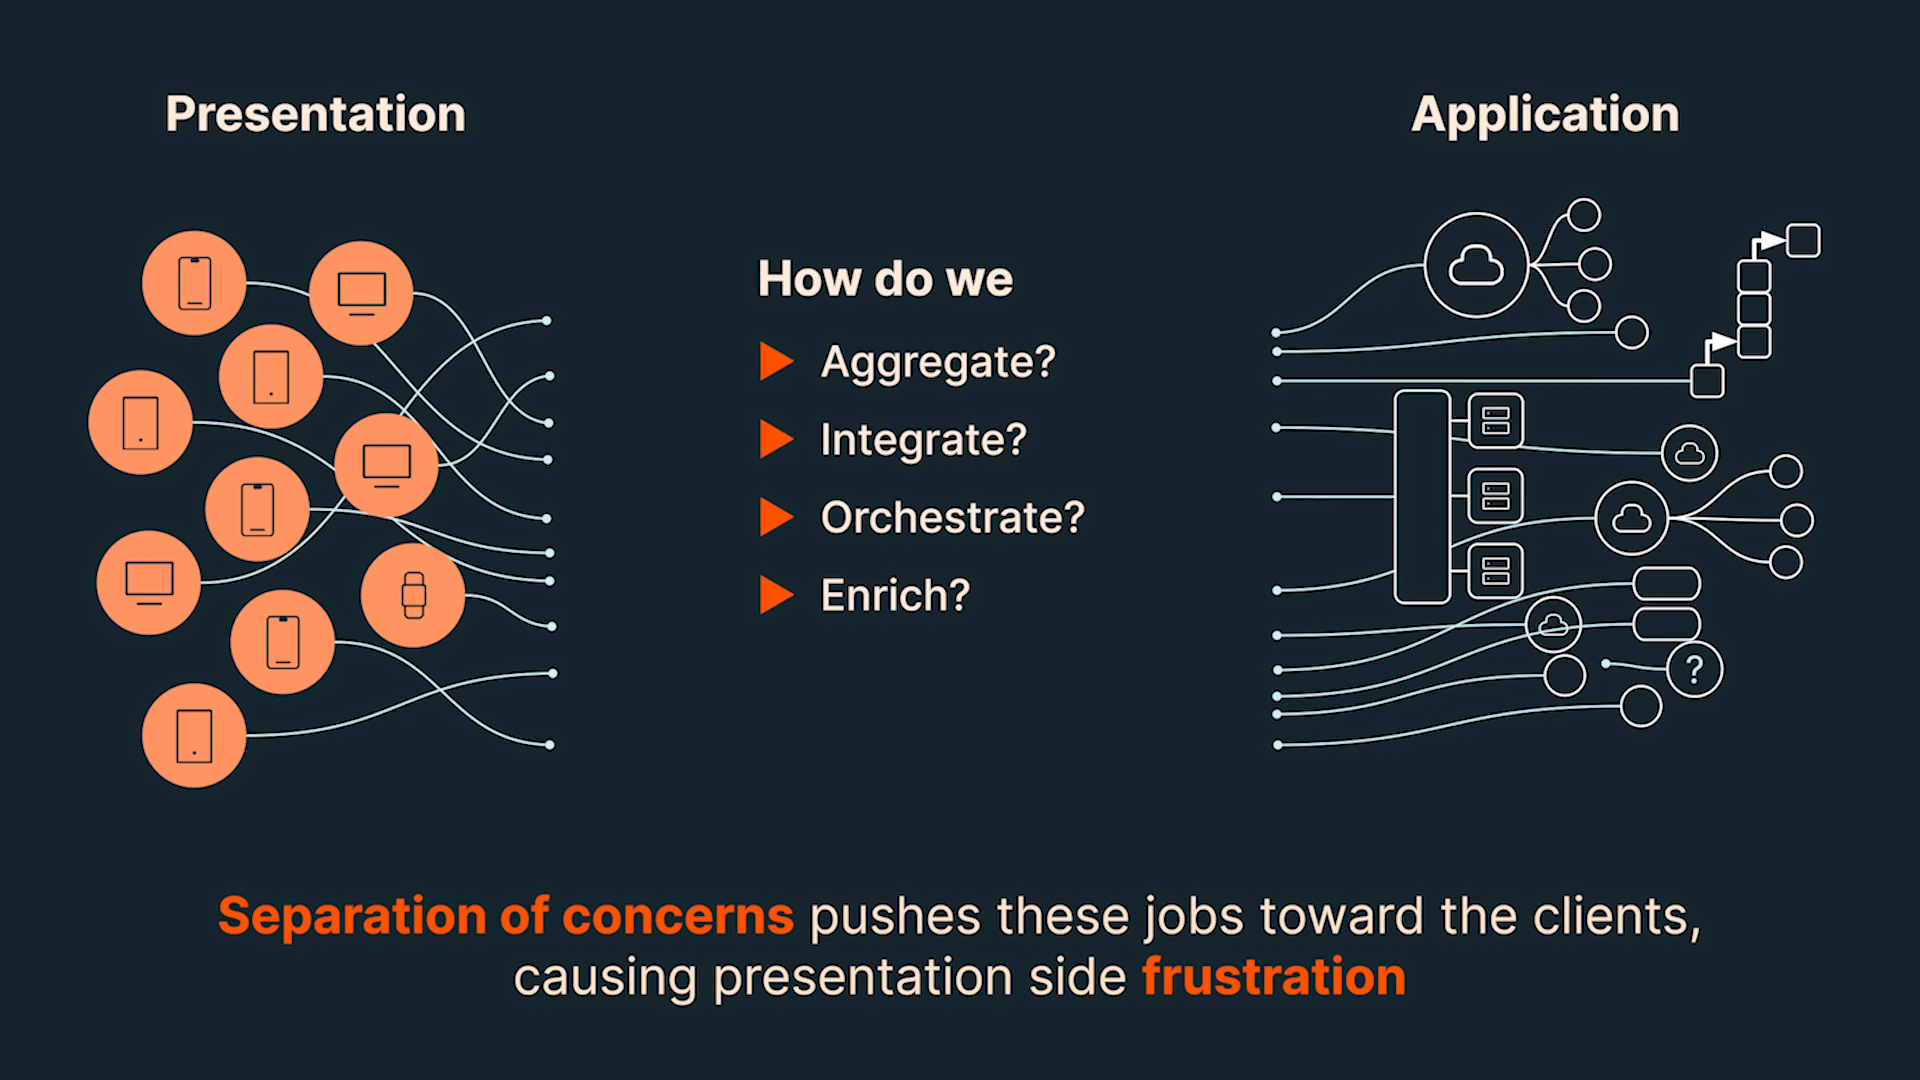 Presentation
Application
How do we
Aggregate?
Integrate?
Orchestrate?
Enrich?
?
Separation of concerns pushes these jobs toward the clients,
causing presentation side frustration